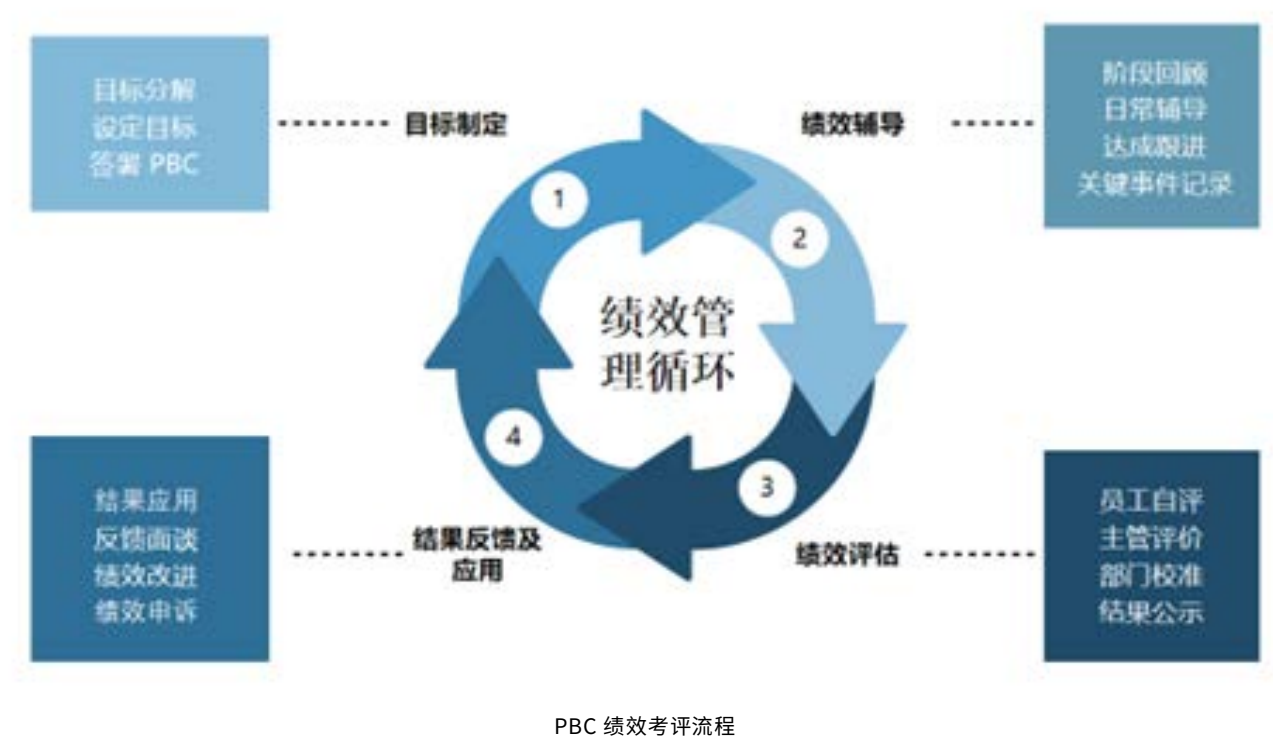 目标分解
设定目标
签署 PBC
目标制定
绩效辅导
阶段回顾
日常辅导
达成跟进
关键事件记录
1
2
绩效管
理循环
4
3
结果应用
反馈面谈
绩效改进
绩效申诉
结果反馈及
应用
绩效评估
员工自评
主管评价
部门校准
结果公示
PBC 绩效考评流程